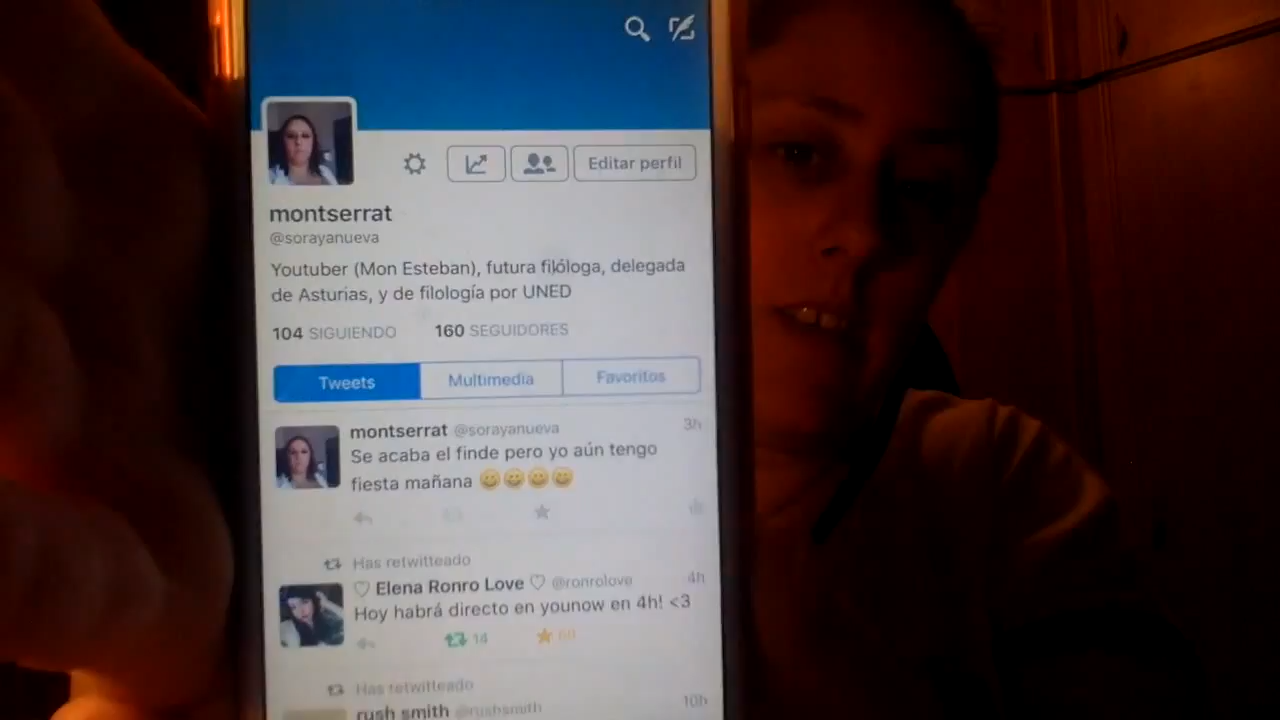 Editar perfil
montserrat
@sorayanueva
Youtuber (Mon Esteban), futura filóloga, delegada
de Asturias, y de filología por UNED
104 SIGUIENDO 160 SEGUIDORES
Tweets Multimedia Favoritos
montserrat @sorayanueva 3h
Se acaba el finde pero yo aún tengo
fiesta mañana 😀😀😀😀
Has retwitteado
♡ Elena Ronro Love ♡ @ronrolove 4h
Hoy habrá directo en younow en 4h! <3
14
Has retwitteado
rush smith @rushsmith 10h